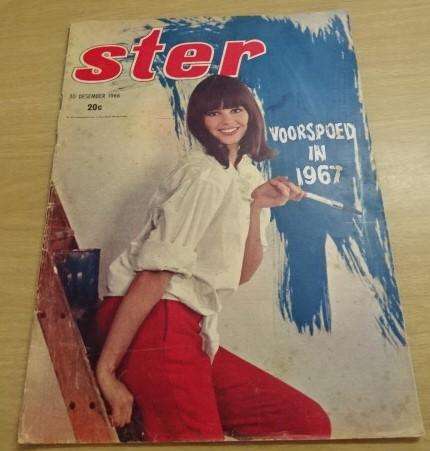 ster
30 DESEMBER 1966
20c
VOORSPOED
IN
1967